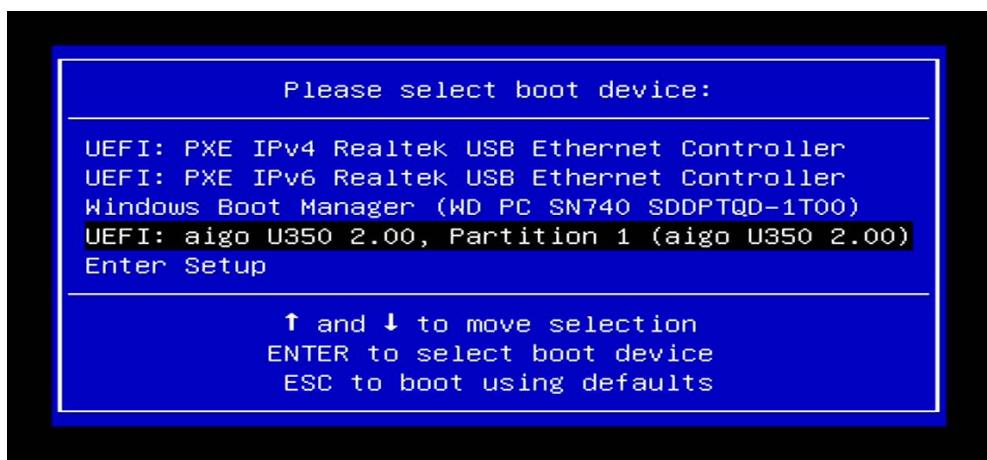 Please select boot device:
UEFI: PXE IPv4 Realtek USB Ethernet Controller
UEFI: PXE IPv6 Realtek USB Ethernet Controller
Windows Boot Manager (WD PC SN740 SDDPTQD-1T00)
UEFI: aigo U350 2.00, Partition 1 (aigo U350 2.00)
Enter Setup
↑ and ↓ to move selection
ENTER to select boot device
ESC to boot using defaults